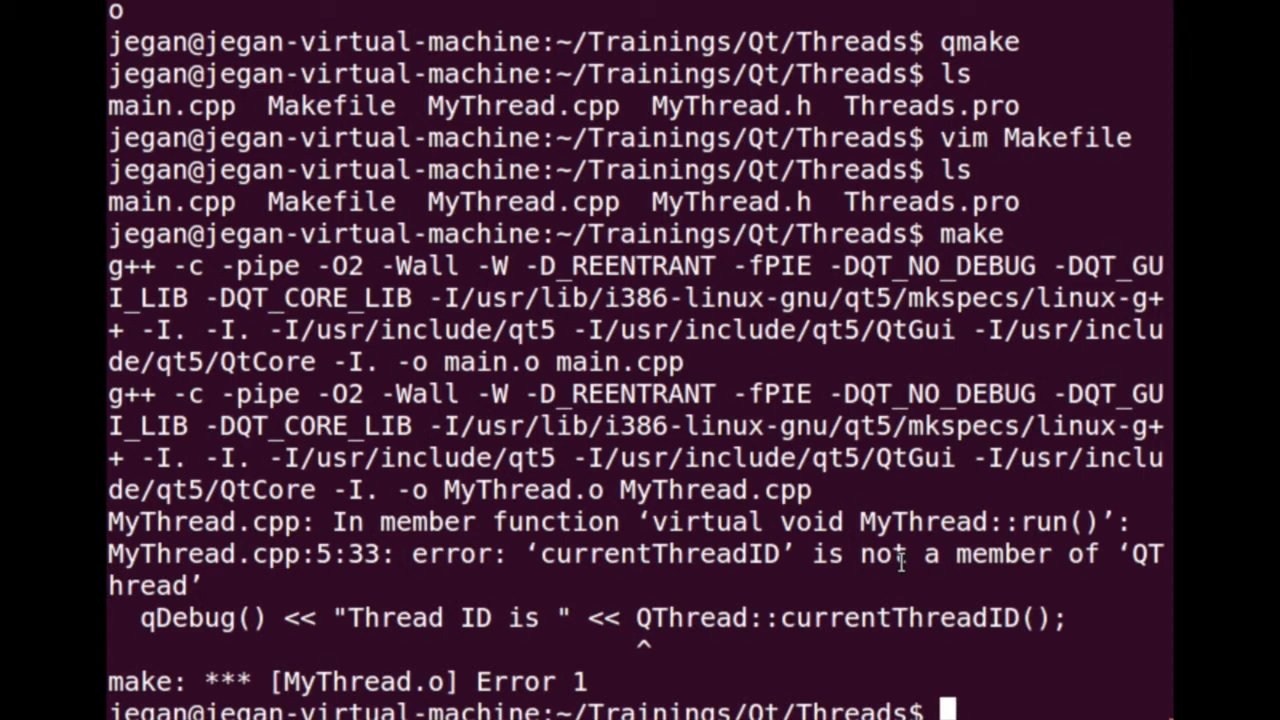 o
jegan@jegan-virtual-machine:~/Trainings/Qt/Threads$ qmake
jegan@jegan-virtual-machine:~/Trainings/Qt/Threads$ ls
main.cpp  Makefile  MyThread.cpp  MyThread.h  Threads.pro
jegan@jegan-virtual-machine:~/Trainings/Qt/Threads$ vim Makefile
jegan@jegan-virtual-machine:~/Trainings/Qt/Threads$ ls
main.cpp  Makefile  MyThread.cpp  MyThread.h  Threads.pro
jegan@jegan-virtual-machine:~/Trainings/Qt/Threads$ make
g++ -c -pipe -O2 -Wall -W -D_REENTRANT -fPIE -DQT_NO_DEBUG -DQT_GU
I_LIB -DQT_CORE_LIB -I/usr/lib/i386-linux-gnu/qt5/mkspecs/linux-g+
+ -I. -I. -I/usr/include/qt5 -I/usr/include/qt5/QtGui -I/usr/inclu
de/qt5/QtCore -I. -o main.o main.cpp
g++ -c -pipe -O2 -Wall -W -D_REENTRANT -fPIE -DQT_NO_DEBUG -DQT_GU
I_LIB -DQT_CORE_LIB -I/usr/lib/i386-linux-gnu/qt5/mkspecs/linux-g+
+ -I. -I. -I/usr/include/qt5 -I/usr/include/qt5/QtGui -I/usr/inclu
de/qt5/QtCore -I. -o MyThread.o MyThread.cpp
MyThread.cpp: In member function ‘virtual void MyThread::run()’:
MyThread.cpp:5:33: error: ‘currentThreadID’ is not a member of ‘QT
hread’
  qDebug() << "Thread ID is " << QThread::currentThreadID();
                                 ^
make: *** [MyThread.o] Error 1
jegan@jegan-virtual-machine:~/Trainings/Qt/Threads$